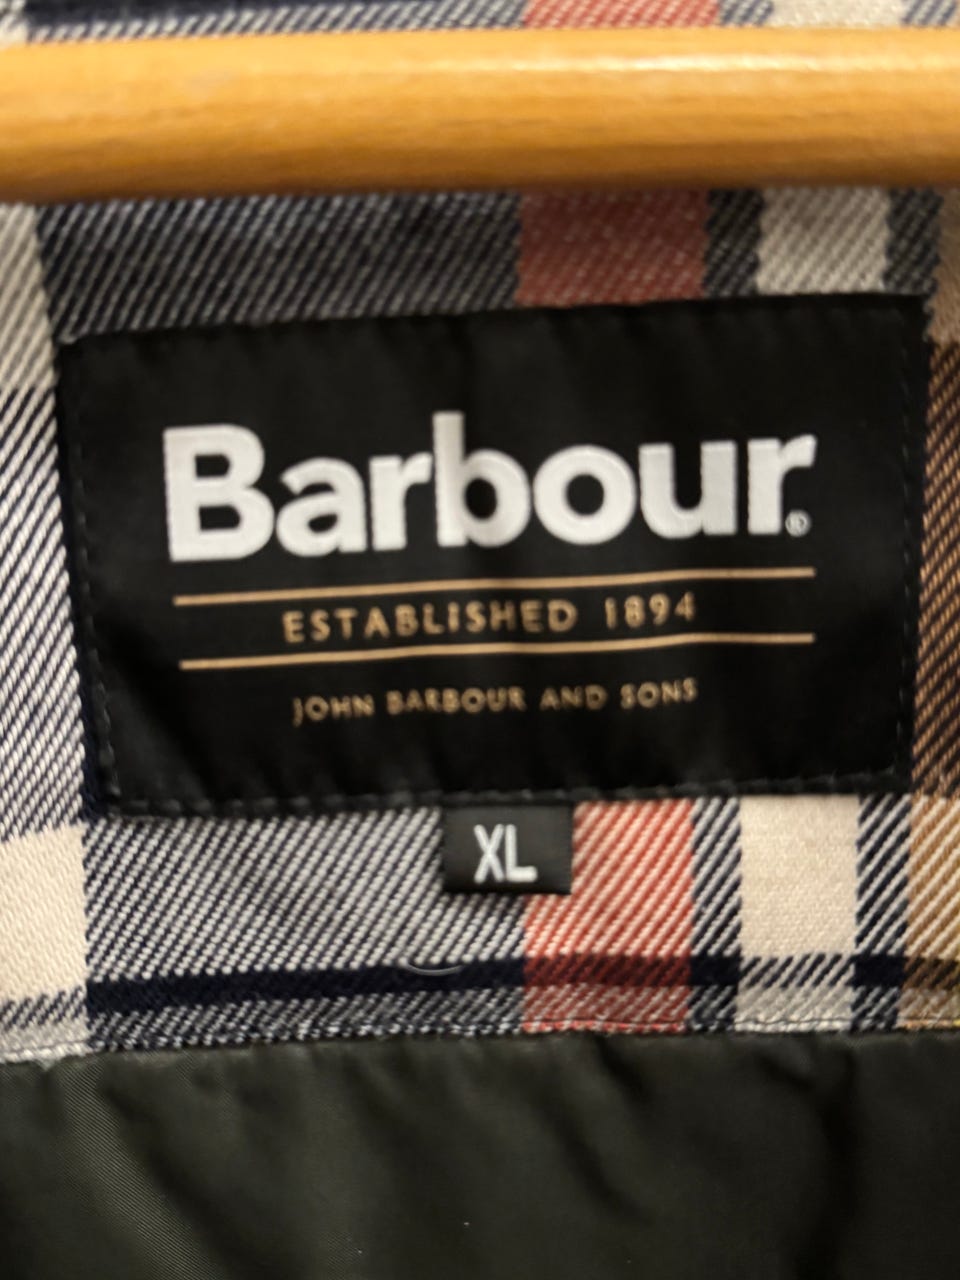 Barbour®
ESTABLISHED 1894
JOHN BARBOUR AND SONS
XL